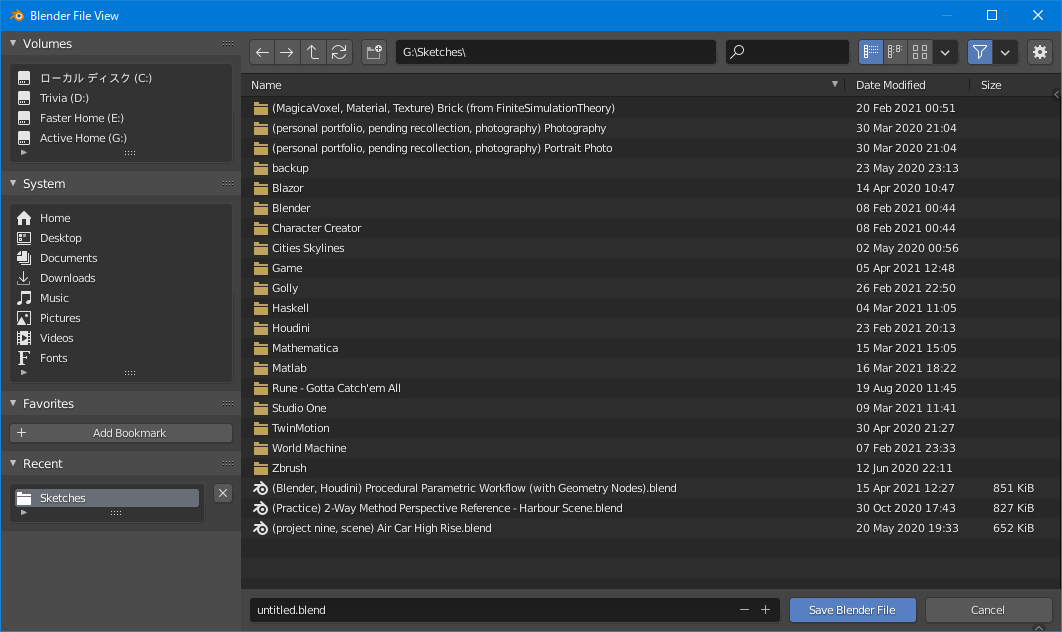 Blender File View
Volumes
ローカル ディスク (C:)
Trivia (D:)
Faster Home (E:)
Active Home (G:)
System
Home
Desktop
Documents
Downloads
Music
Pictures
Videos
Fonts
Favorites
Add Bookmark
Recent
Sketches
G:\Sketches\
Name Date Modified Size
(MagicaVoxel, Material, Texture) Brick (from FiniteSimulationTheory) 20 Feb 2021 00:51
(personal portfolio, pending recollection, photography) Photography 30 Mar 2020 21:04
(personal portfolio, pending recollection, photography) Portrait Photo 30 Mar 2020 21:04
backup 23 May 2020 23:13
Blazor 14 Apr 2020 10:47
Blender 08 Feb 2021 00:44
Character Creator 08 Feb 2021 00:44
Cities Skylines 02 May 2020 00:56
Game 05 Apr 2021 12:48
Golly 26 Feb 2021 22:50
Haskell 04 Mar 2021 11:05
Houdini 23 Feb 2021 20:13
Mathematica 15 Mar 2021 15:05
Matlab 16 Mar 2021 18:22
Rune - Gotta Catch'em All 19 Aug 2020 11:45
Studio One 09 Mar 2021 11:41
TwinMotion 30 Apr 2020 21:27
World Machine 07 Feb 2021 23:33
Zbrush 12 Jun 2020 22:11
(Blender, Houdini) Procedural Parametric Workflow (with Geometry Nodes).blend 15 Apr 2021 12:27 851 KiB
(Practice) 2-Way Method Perspective Reference - Harbour Scene.blend 30 Oct 2020 17:43 827 KiB
(project nine, scene) Air Car High Rise.blend 20 May 2020 19:33 652 KiB
untitled.blend
Save Blender File
Cancel